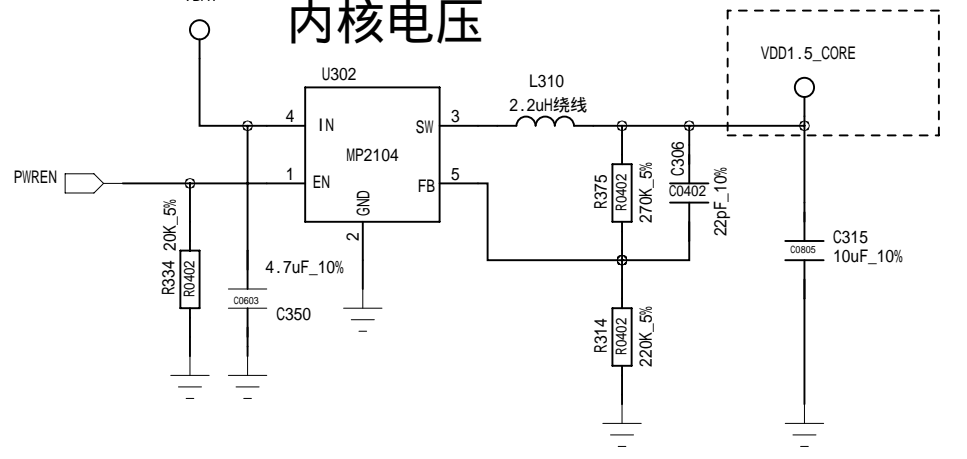 内核电压
VDD1.5_CORE
U302
L310
2.2uH绕线
4
IN
SW
3
MP2104
PWREN
1
EN
FB
5
GND
2
R334
R0402
20K_5%
4.7uF_10%
C0603
C350
R375
R0402
270K_5%
C306
C0402
22pF_10%
C0805
C315
10uF_10%
R314
R0402
220K_5%